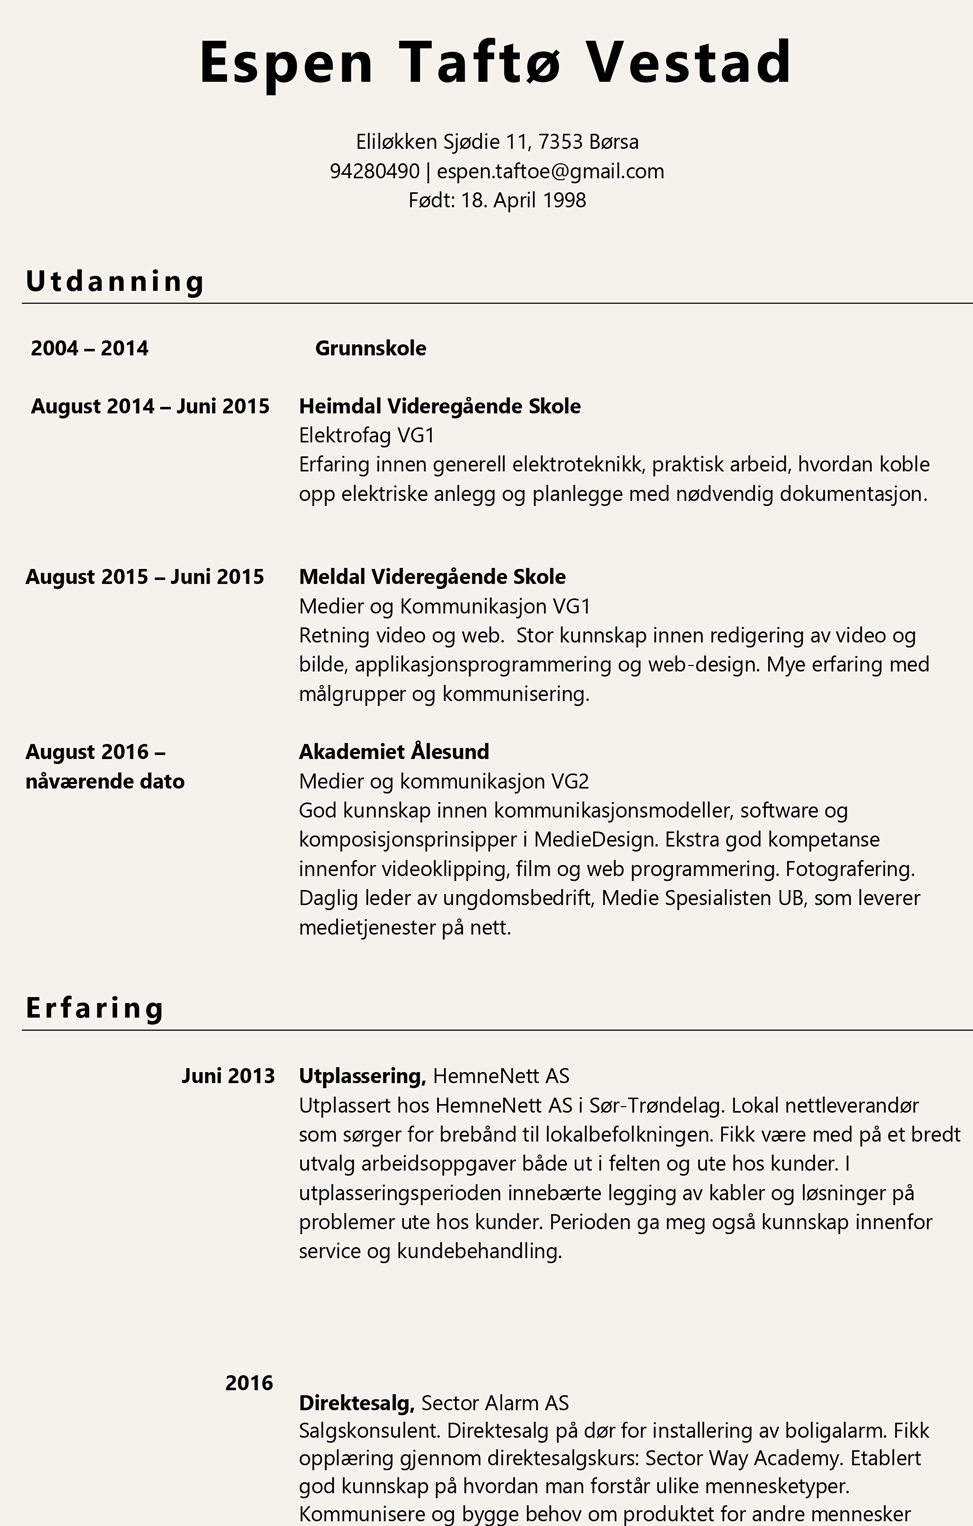 Espen Taftø Vestad
Eliløkken Sjødie 11, 7353 Børsa
94280490 | espen.taftoe@gmail.com
Født: 18. April 1998
Utdanning
2004 – 2014 Grunnskole
August 2014 – Juni 2015 Heimdal Videregående Skole
Elektrofag VG1
Erfaring innen generell elektroteknikk, praktisk arbeid, hvordan koble
opp elektriske anlegg og planlegge med nødvendig dokumentasjon.
August 2015 – Juni 2015 Meldal Videregående Skole
Medier og Kommunikasjon VG1
Retning video og web.  Stor kunnskap innen redigering av video og
bilde, applikasjonsprogrammering og web-design. Mye erfaring med
målgrupper og kommunisering.
August 2016 – Akademiet Ålesund
nåværende dato Medier og kommunikasjon VG2
God kunnskap innen kommunikasjonsmodeller, software og
komposisjonsprinsipper i MedieDesign. Ekstra god kompetanse
innenfor videoklipping, film og web programmering. Fotografering.
Daglig leder av ungdomsbedrift, Medie Spesialisten UB, som leverer
medietjenester på nett.
Erfaring
Juni 2013 Utplassering, HemneNett AS
Utplassert hos HemneNett AS i Sør-Trøndelag. Lokal nettleverandør
som sørger for brebånd til lokalbefolkningen. Fikk være med på et bredt
utvalg arbeidsoppgaver både ut i felten og ute hos kunder. I
utplasseringsperioden innebærte legging av kabler og løsninger på
problemer ute hos kunder. Perioden ga meg også kunnskap innenfor
service og kundebehandling.
2016
Direktesalg, Sector Alarm AS
Salgskonsulent. Direktesalg på dør for installering av boligalarm. Fikk
opplæring gjennom direktesalgskurs: Sector Way Academy. Etablert
god kunnskap på hvordan man forstår ulike mennesketyper.
Kommunisere og bygge behov om produktet for andre mennesker